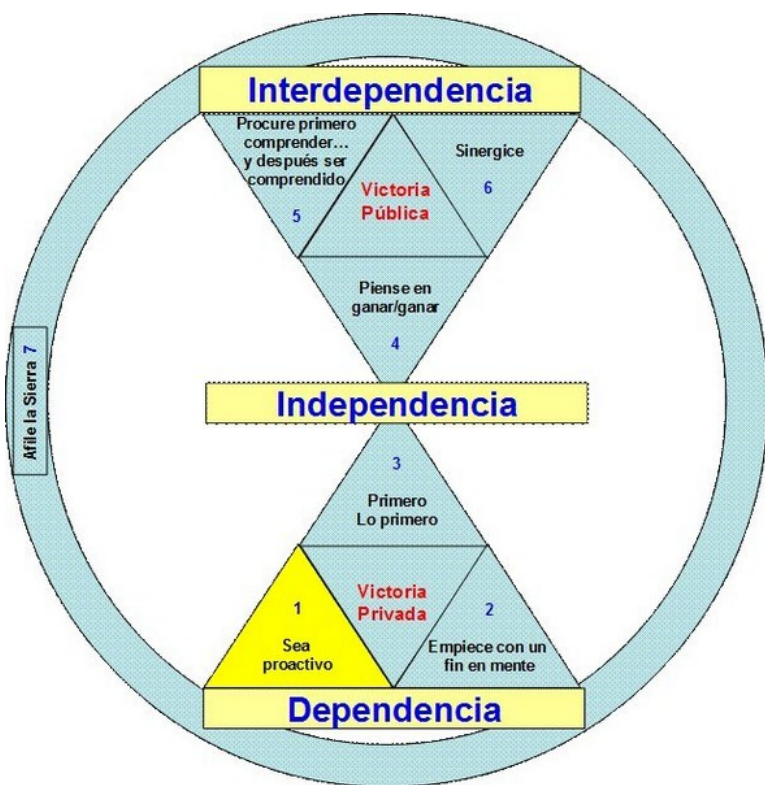 Interdependencia
Procure primero
comprender...
y después ser
comprendido
5
Victoria
Pública
Sinergice
6
Piense en
ganar/ganar
4
Afile la Sierra 7
Independencia
3
Primero
Lo primero
1
Sea
proactivo
Victoria
Privada
2
Empiece con un
fin en mente
Dependencia